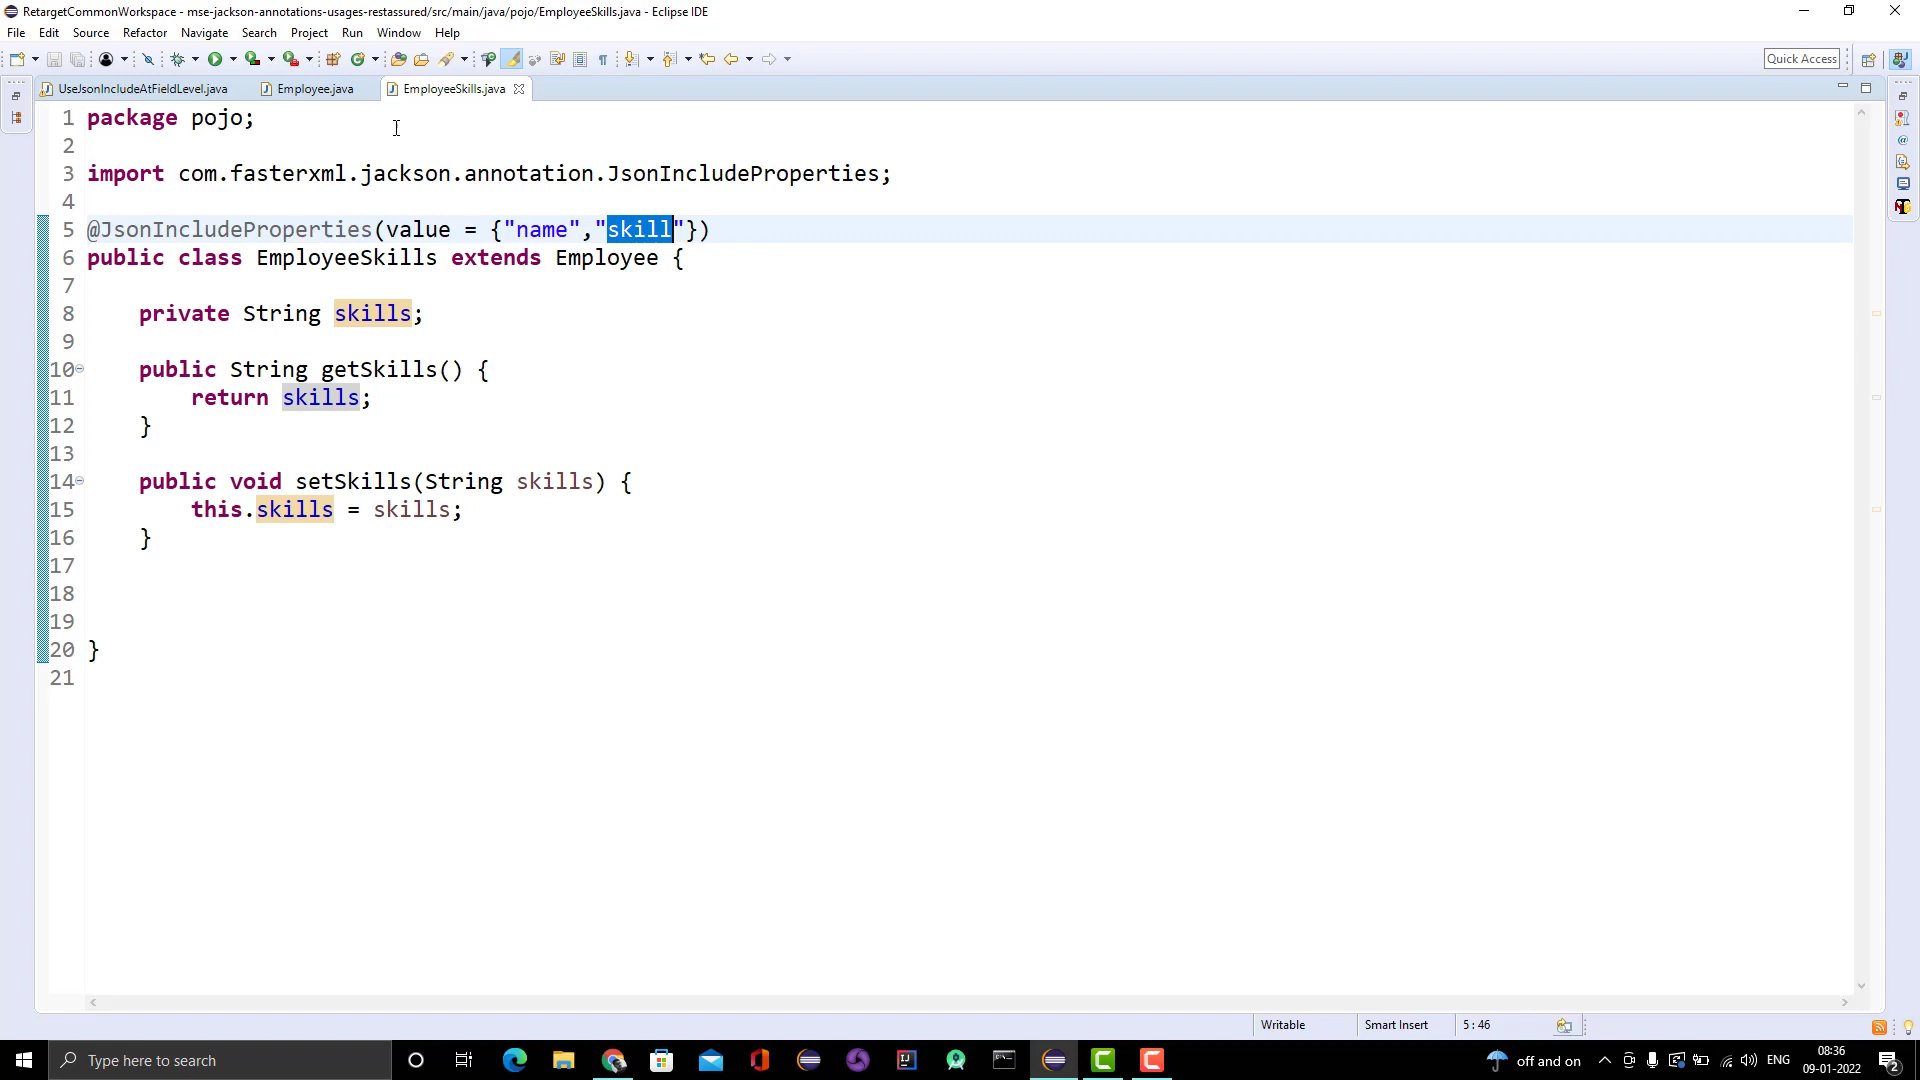 RetargetCommonWorkspace - mse-jackson-annotations-usages-restassured/src/main/java/pojo/EmployeeSkills.java - Eclipse IDE
File Edit Source Refactor Navigate Search Project Run Window Help
Quick Access
UseJsonIncludeAtFieldLevel.java Employee.java EmployeeSkills.java
1 package pojo;
2
3 import com.fasterxml.jackson.annotation.JsonIncludeProperties;
4
5 @JsonIncludeProperties(value = {"name","skill"})
6 public class EmployeeSkills extends Employee {
7
8 private String skills;
9
10 public String getSkills() {
11 return skills;
12 }
13
14 public void setSkills(String skills) {
15 this.skills = skills;
16 }
17
18
19
20 }
21
Writable Smart Insert 5 : 46
Type here to search
off and on ENG 08:36
09-01-2022 2